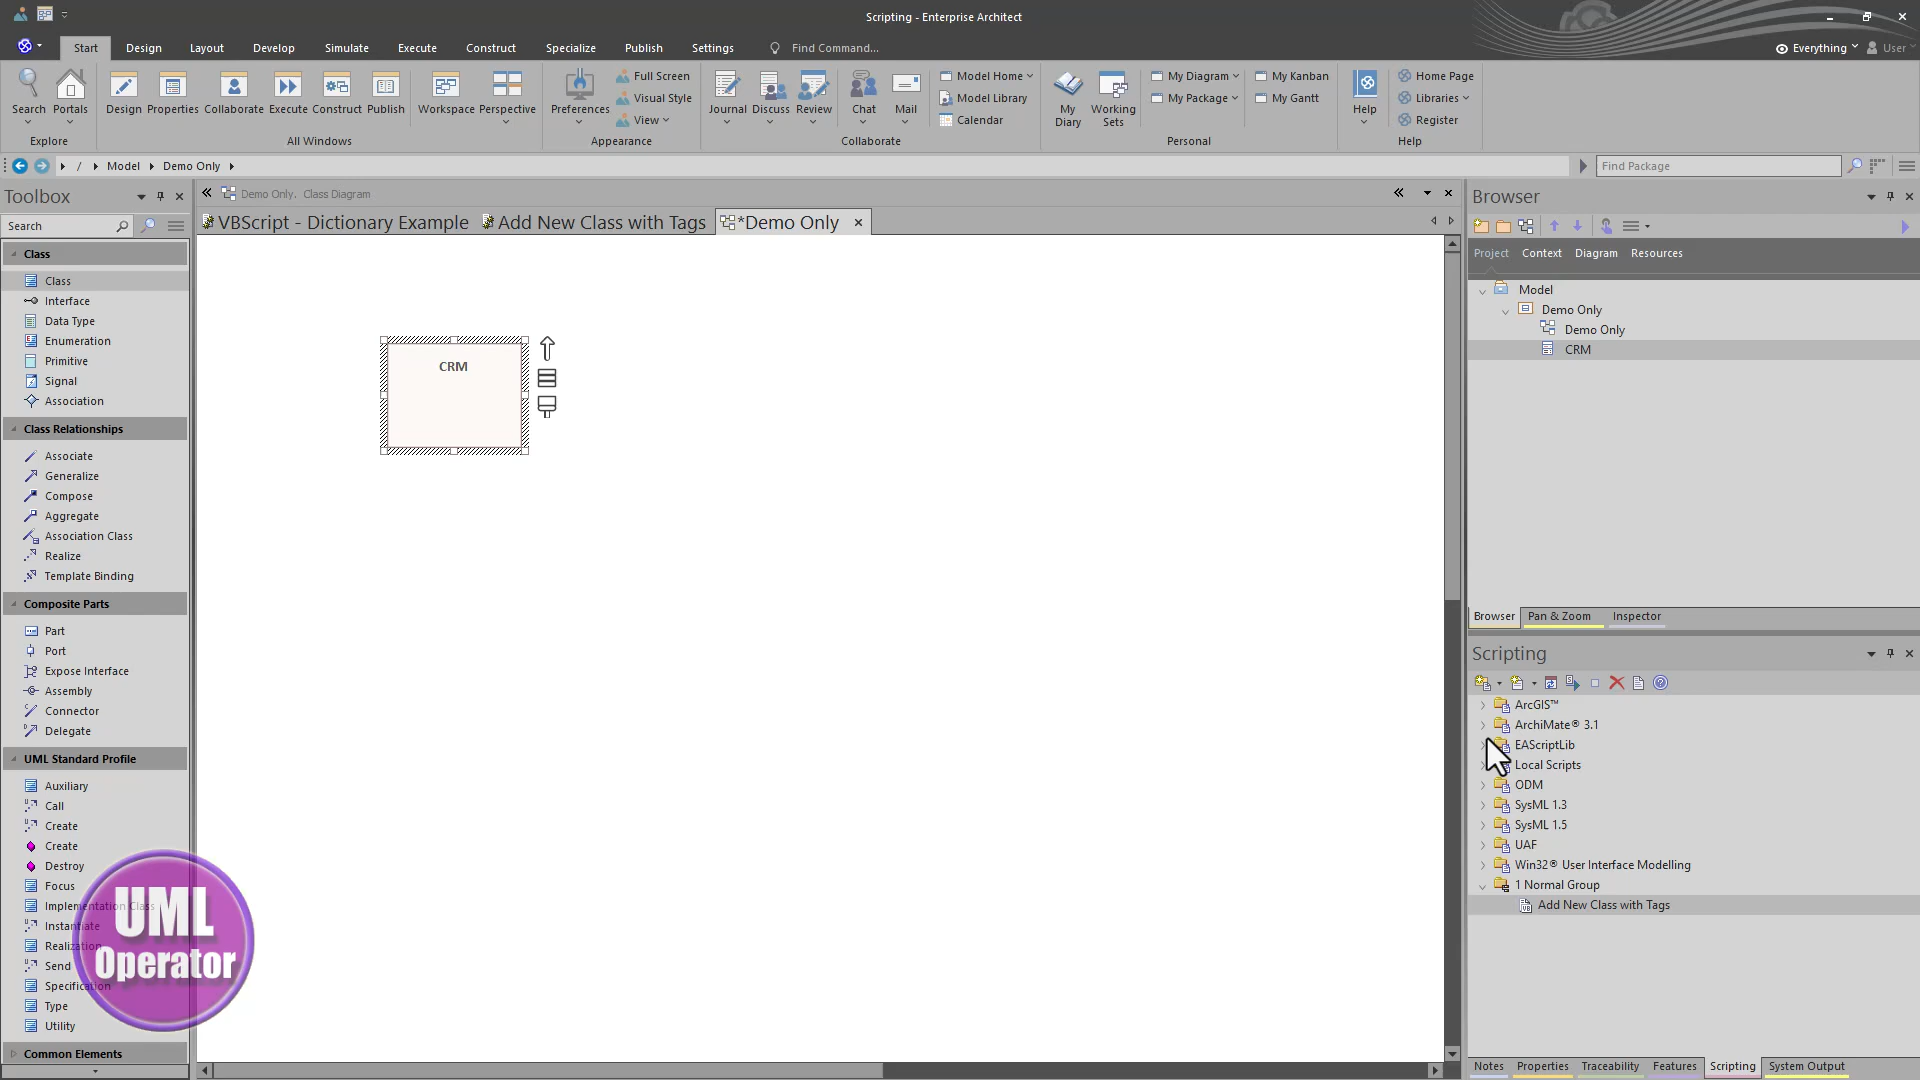 Scripting - Enterprise Architect
Start Design Layout Develop Simulate Execute Construct Specialize Publish Settings Find Command... Everything User
Search Portals Design Properties Collaborate Execute Construct Publish Workspace Perspective Preferences Full Screen Visual Style View Journal Discuss Review Chat Mail Model Home Model Library Calendar My Diary Working Sets My Diagram My Package My Kanban My Gantt Help Home Page Libraries Register
Explore All Windows Appearance Collaborate Personal Help
/ Model Demo Only Find Package
Toolbox
Search
Class
Class
Interface
Data Type
Enumeration
Primitive
Signal
Association
Class Relationships
Associate
Generalize
Compose
Aggregate
Association Class
Realize
Template Binding
Composite Parts
Part
Port
Expose Interface
Assembly
Connector
Delegate
UML Standard Profile
Auxiliary
Call
Create
Create
Destroy
Focus
Implementation Class
Instantiate
Realization
Send
Specification
Type
Utility
Common Elements
UML
Operator
Demo Only. Class Diagram
VBScript - Dictionary Example Add New Class with Tags *Demo Only
CRM
Browser
Project Context Diagram Resources
Model
Demo Only
Demo Only
CRM
Browser Pan & Zoom Inspector
Scripting
ArcGIS™
ArchiMate® 3.1
EAScriptLib
Local Scripts
ODM
SysML 1.3
SysML 1.5
UAF
Win32® User Interface Modelling
1 Normal Group
Add New Class with Tags
Notes Properties Traceability Features Scripting System Output